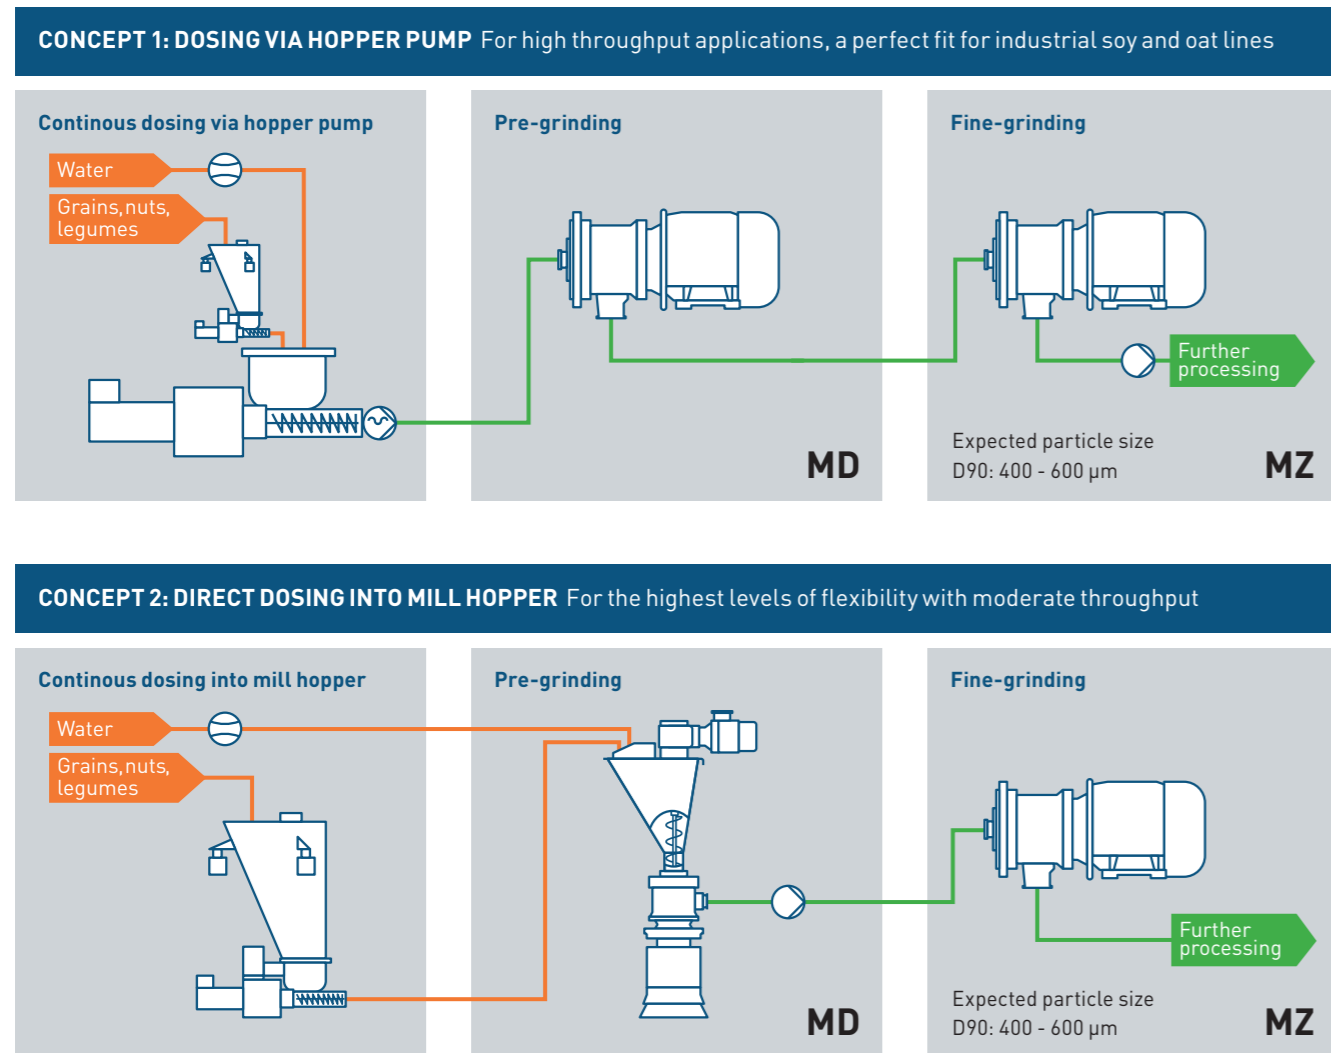 CONCEPT 1: DOSING VIA HOPPER PUMP For high throughput applications, a perfect fit for industrial soy and oat lines
Continous dosing via hopper pump
Water
Grains, nuts,
legumes
Pre-grinding
MD
Fine-grinding
Further
processing
Expected particle size
D90: 400 - 600 µm
MZ
CONCEPT 2: DIRECT DOSING INTO MILL HOPPER For the highest levels of flexibility with moderate throughput
Continous dosing into mill hopper
Water
Grains, nuts,
legumes
Pre-grinding
MD
Fine-grinding
Further
processing
Expected particle size
D90: 400 - 600 µm
MZ